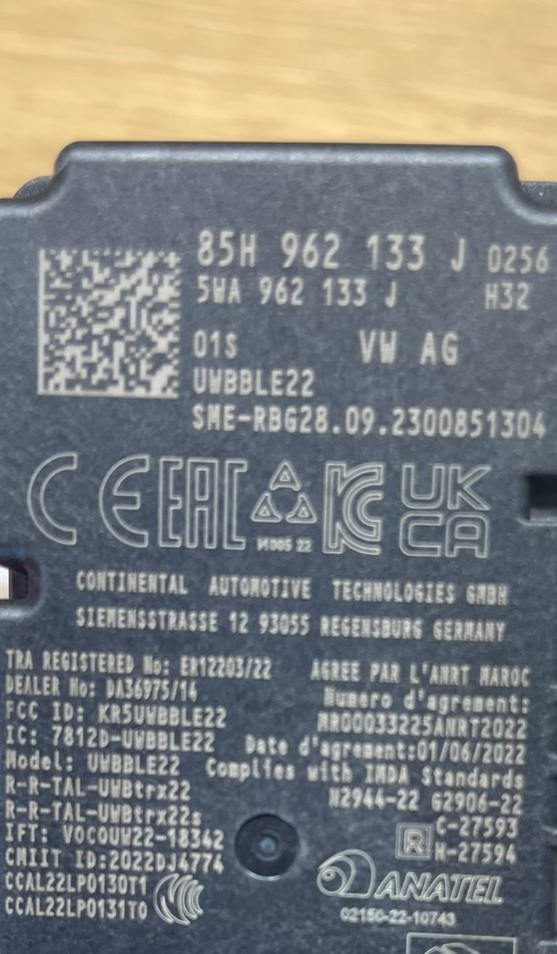 85H 962 133 J 0256
5WA 962 133 J H32
01S VW AG
UWBBLE22
SME-RBG28.09.2300851304
CE EAC KC UK CA
CONTINENTAL AUTOMOTIVE TECHNOLOGIES GMBH
SIEMENSSTRASSE 12 93055 REGENSBURG GERMANY
TRA REGISTERED No: ER12203/22
DEALER No: DA36975/14
FCC ID: KR5UWBBLE22
IC: 7812D-UWBBLE22
Model: UWBBLE22
R-R-TAL-UWBtrx22
R-R-TAL-UWBtrx22s
IFT: VOCOUW22-18342
CMIIT ID:2022DJ4774
CCAL22LP0130T1
CCAL22LP0131T0
AGREE PAR L'ANRT MAROC
Numero d'agrement:
MR00033225ANRT2022
Date d'agrement:01/06/2022
Complies with IMDA Standards
N2944-22 G2906-22
R C-27593
H-27594
ANATEL
02150-22-10743